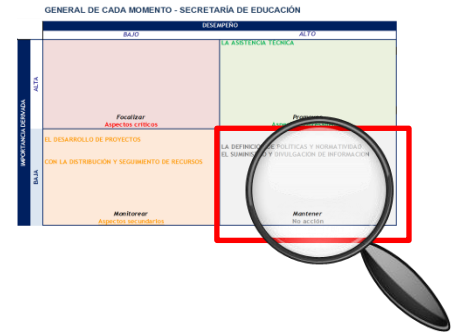 GENERAL DE CADA MOMENTO - SECRETARÍA DE EDUCACIÓN
DESEMPEÑO
BAJO
ALTO
IMPORTANCIA DERIVADA
ALTA
LA ASISTENCIA TÉCNICA
Focalizar
Aspectos críticos
BAJA
EL DESARROLLO DE PROYECTOS
CON LA DISTRIBUCIÓN Y SEGUIMIENTO DE RECURSOS
Monitorear
Aspectos secundarios
LA DEFINICIÓN DE POLÍTICAS Y NORMATIVIDAD
EL SUMINISTRO Y DIVULGACIÓN DE INFORMACIÓN
Mantener
No acción